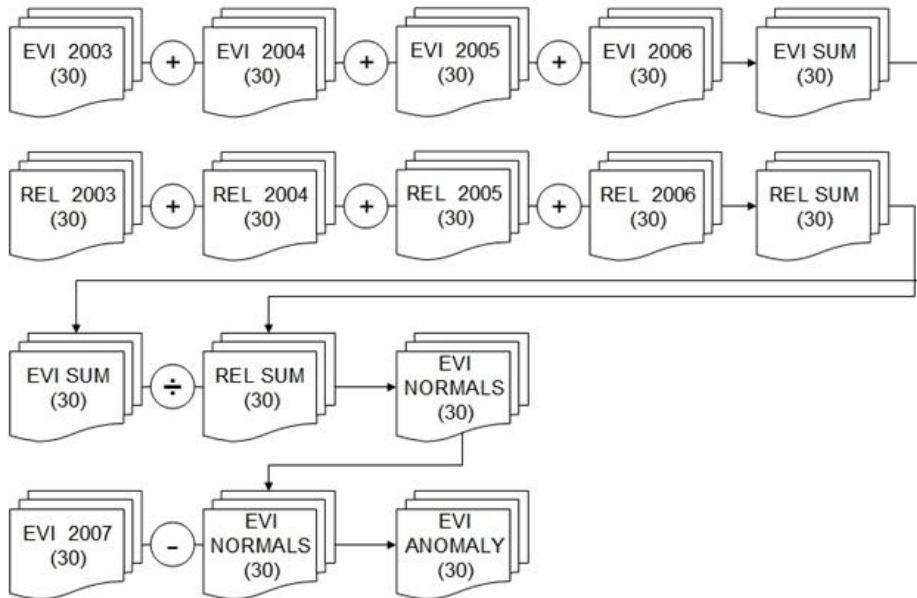 EVI 2003
(30)
+
EVI 2004
(30)
+
EVI 2005
(30)
+
EVI 2006
(30)
EVI SUM
(30)
REL 2003
(30)
+
REL 2004
(30)
+
REL 2005
(30)
+
REL 2006
(30)
REL SUM
(30)
EVI SUM
(30)
÷
REL SUM
(30)
EVI
NORMALS
(30)
EVI 2007
(30)
-
EVI
NORMALS
(30)
EVI
ANOMALY
(30)